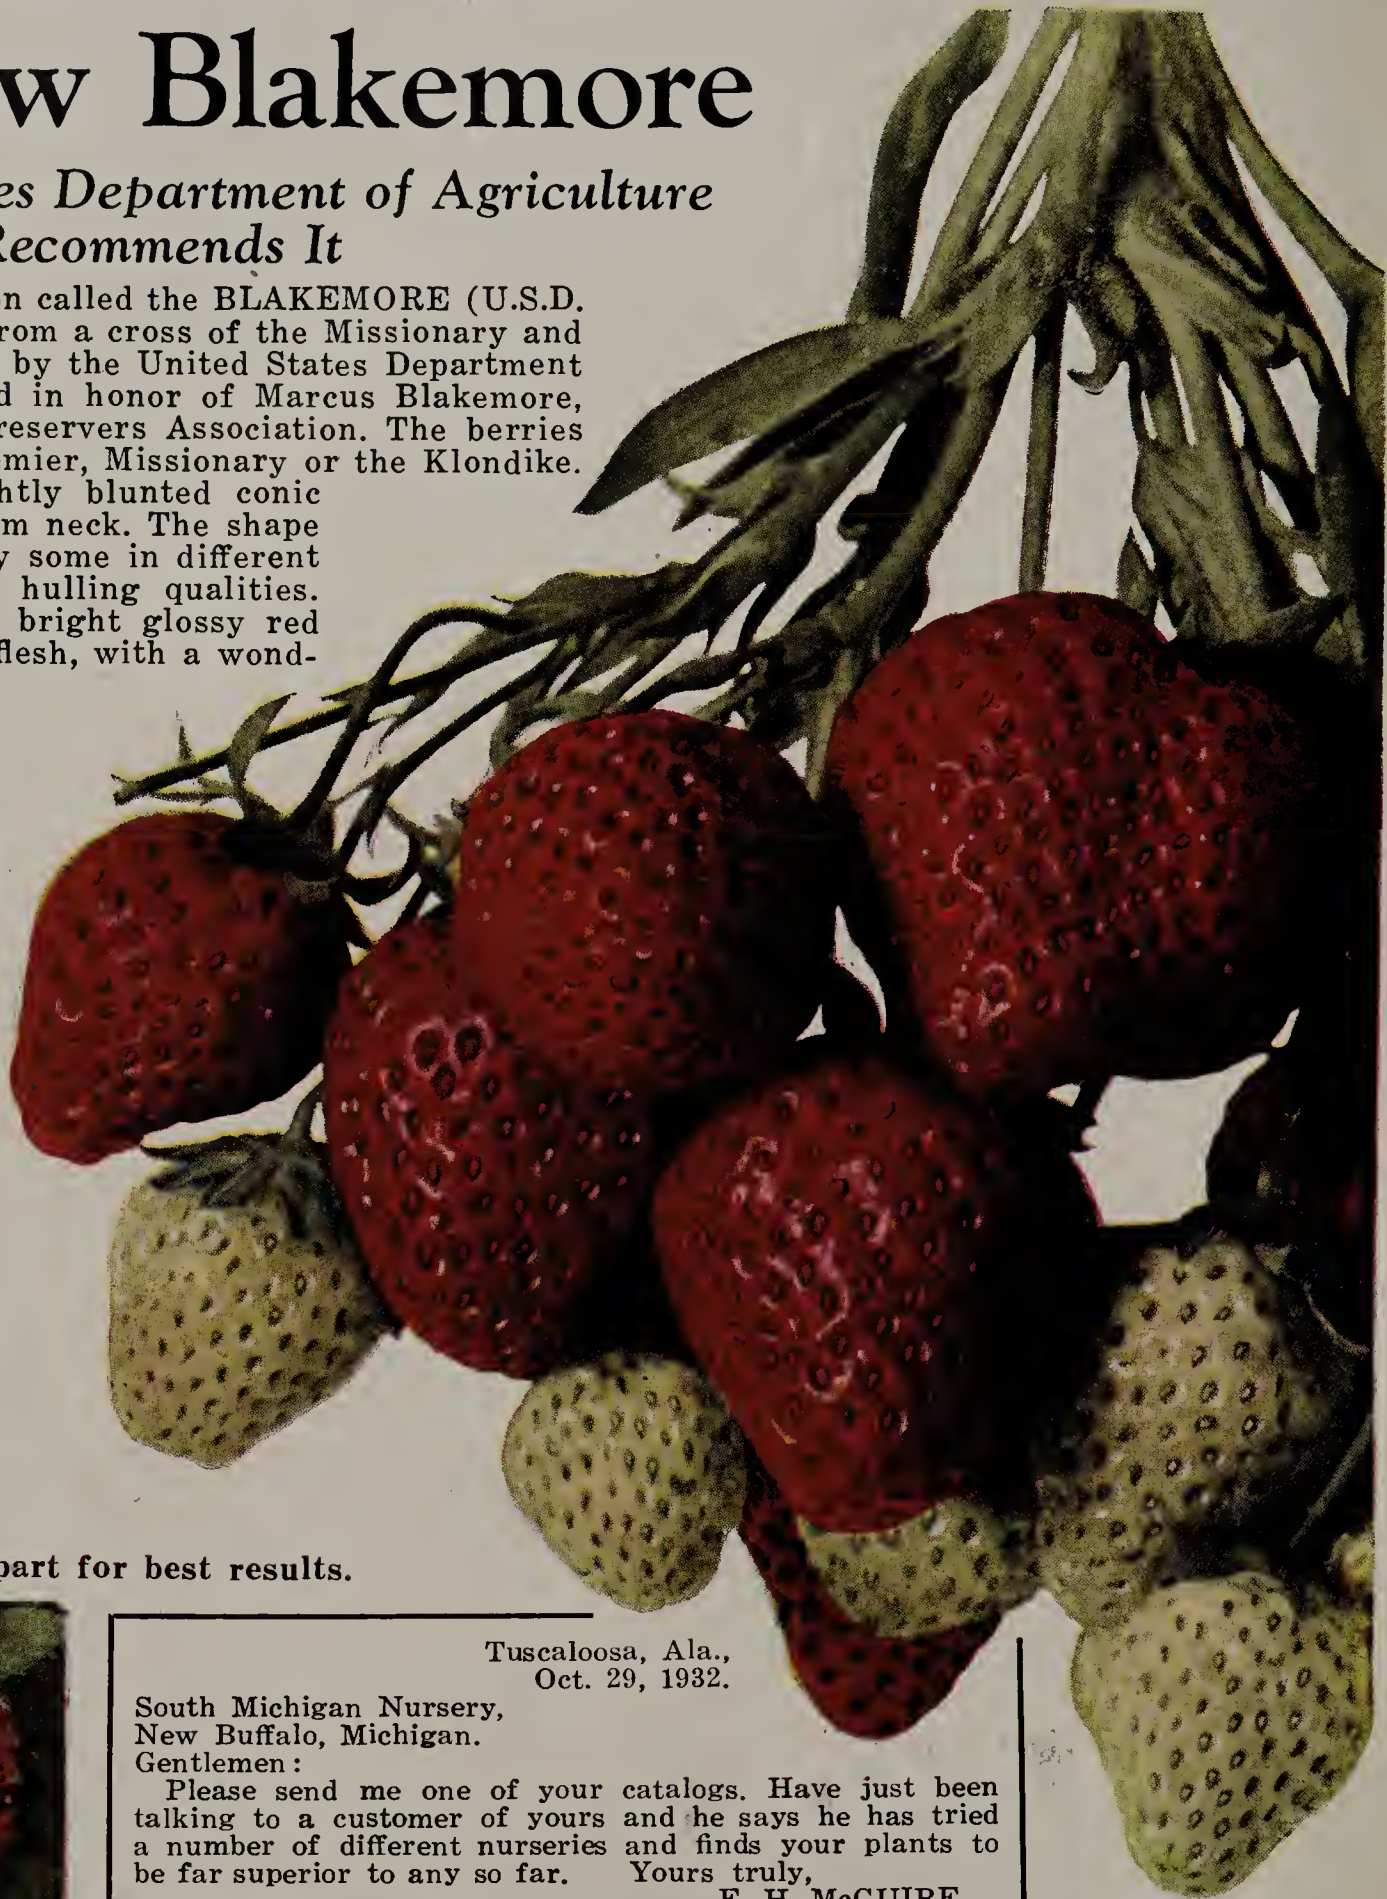 w Blakemore
es Department of Agriculture
Recommends It
n called the BLAKEMORE (U.S.D.
rom a cross of the Missionary and
by the United States Department
d in honor of Marcus Blakemore,
reservers Association. The berries
mier, Missionary or the Klondike.
htly blunted conic
m neck. The shape
y some in different
hulling qualities.
bright glossy red
flesh, with a wond-
part for best results.
Tuscaloosa, Ala.,
Oct. 29, 1932.
South Michigan Nursery,
New Buffalo, Michigan.
Gentlemen:
Please send me one of your catalogs. Have just been
talking to a customer of yours and he says he has tried
a number of different nurseries and finds your plants to
be far superior to any so far. Yours truly,
E. H. McGUIRE